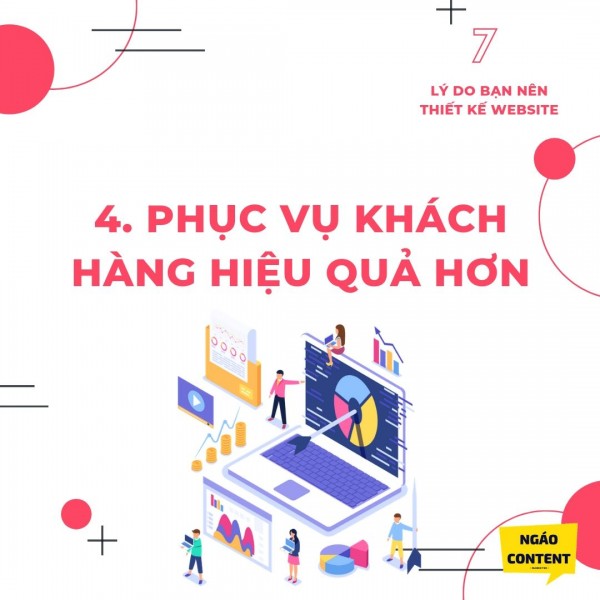 7
LÝ DO BẠN NÊN
THIẾT KẾ WEBSITE
4. PHỤC VỤ KHÁCH
HÀNG HIỆU QUẢ HƠN
NGÁO
CONTENT